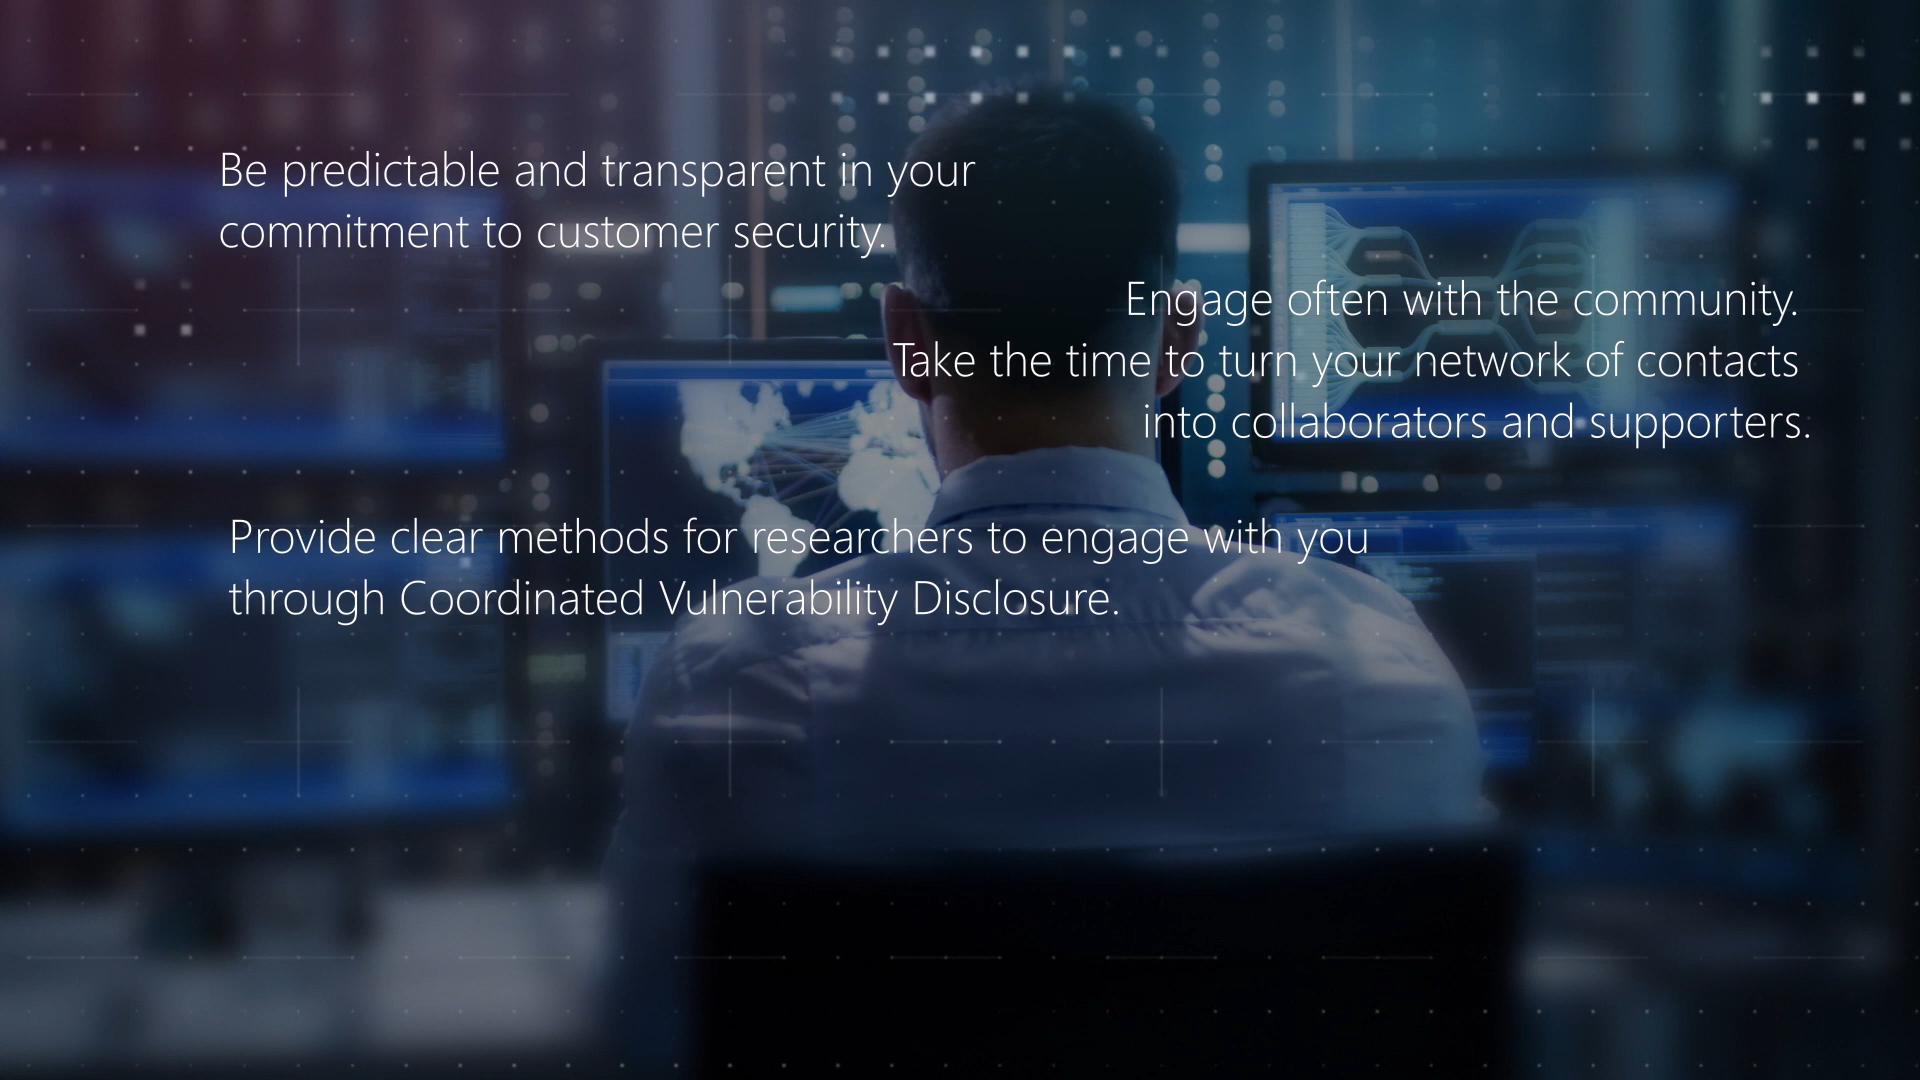 Be predictable and transparent in your
commitment to customer security.
Engage often with the community.
Take the time to turn your network of contacts
into collaborators and supporters.
Provide clear methods for researchers to engage with you
through Coordinated Vulnerability Disclosure.